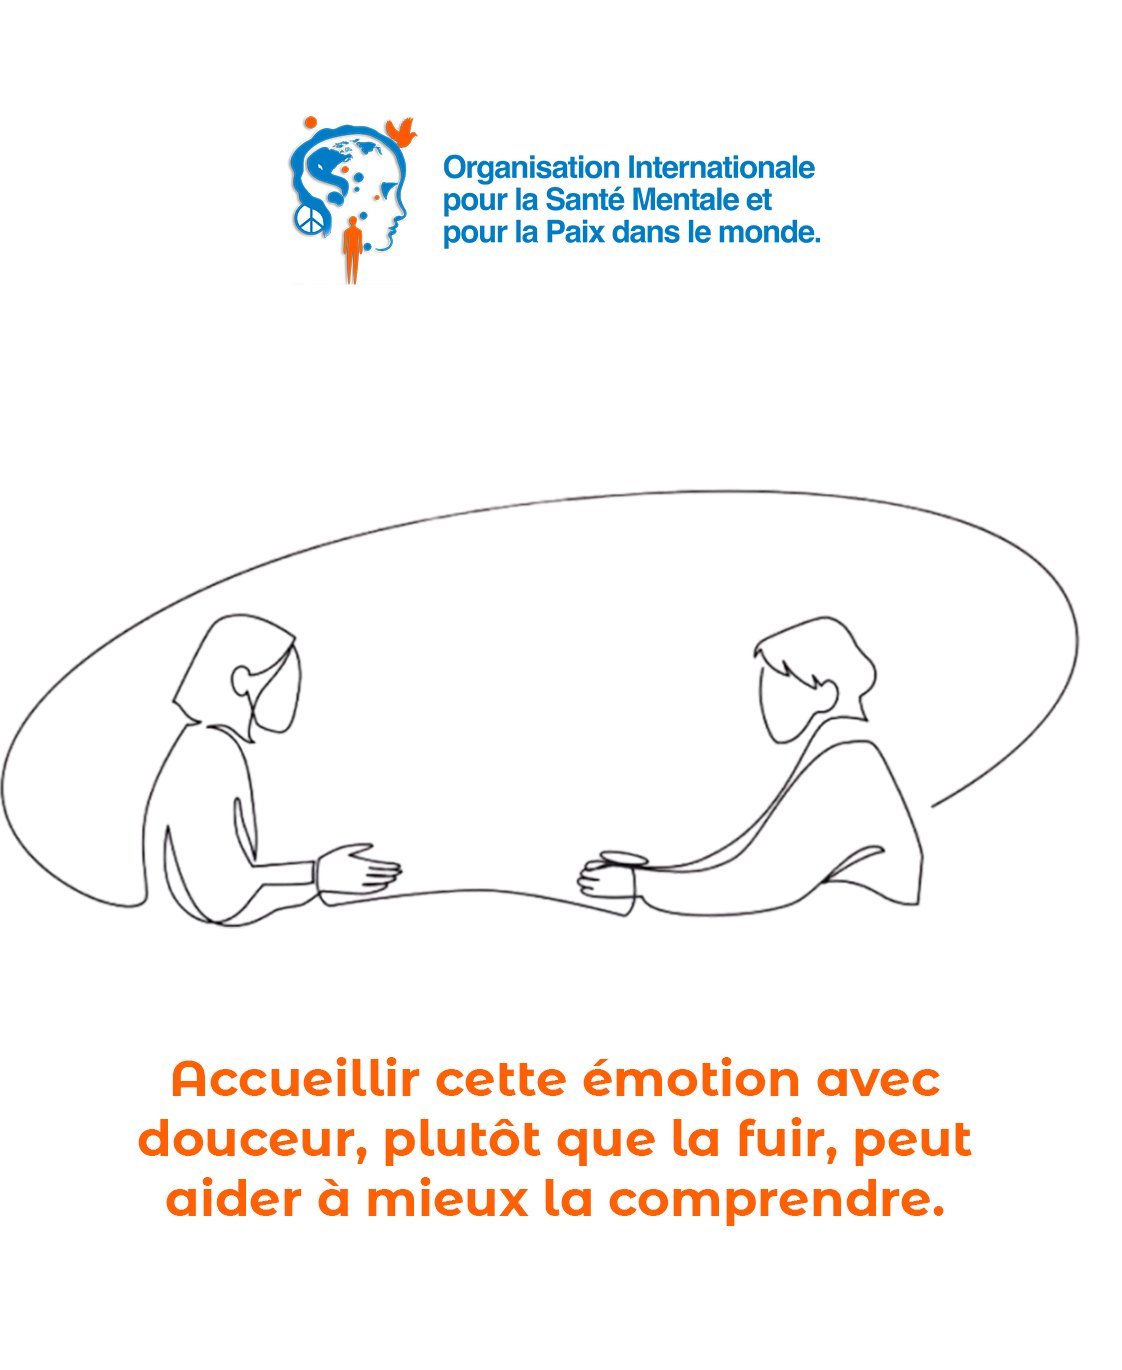 Organisation Internationale
pour la Santé Mentale et
pour la Paix dans le monde.
Accueillir cette émotion avec
douceur, plutôt que la fuir, peut
aider à mieux la comprendre.